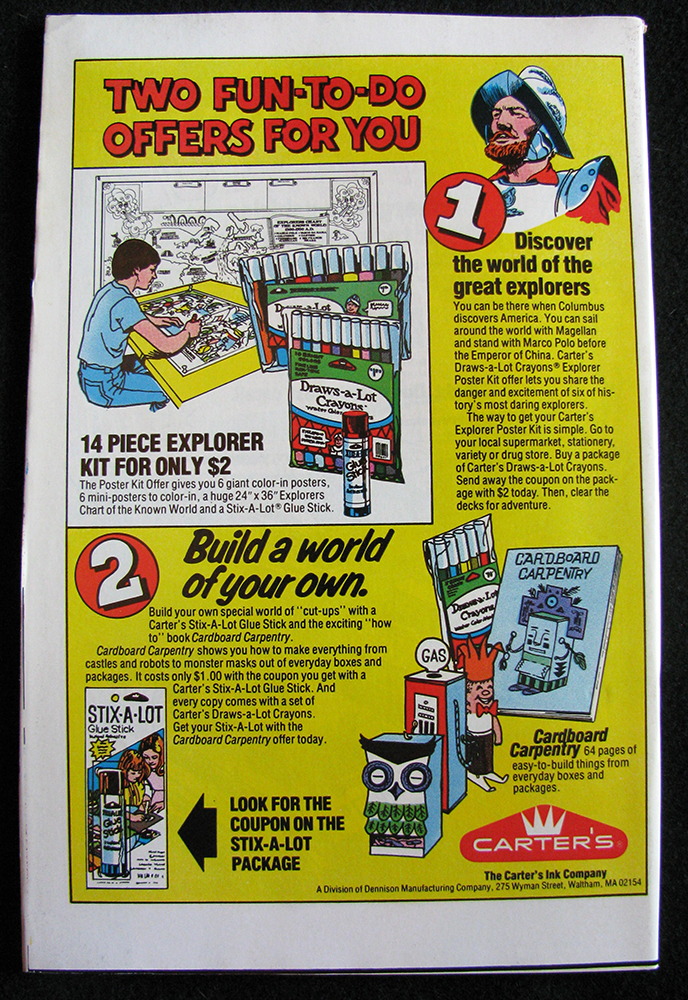 TWO FUN-TO-DO
OFFERS FOR YOU
EXPLORERS CHART
OF THE KNOWN WORLD
Draws-a-Lot
Draws-a-Lot
Crayons
14 PIECE EXPLORER
KIT FOR ONLY $2
The Poster Kit Offer gives you 6 giant color-in posters,
6 mini-posters to color-in, a huge 24" x 36" Explorers
Chart of the Known World and a Stix-A-Lot® Glue Stick.
1
Discover
the world of the
great explorers
You can be there when Columbus
discovers America. You can sail
around the world with Magellan
and stand with Marco Polo before
the Emperor of China. Carter's
Draws-a-Lot Crayons® Explorer
Poster Kit offer lets you share the
danger and excitement of six of his-
tory's most daring explorers.
The way to get your Carter's
Explorer Poster Kit is simple. Go to
your local supermarket, stationery,
variety or drug store. Buy a package
of Carter's Draws-a-Lot Crayons.
Send away the coupon on the pack-
age with $2 today. Then, clear the
decks for adventure.
2
Build a world
of your own.
Build your own special world of "cut-ups" with a
Carter's Stix-A-Lot Glue Stick and the exciting "how
to" book Cardboard Carpentry.
Cardboard Carpentry shows you how to make everything from
castles and robots to monster masks out of everyday boxes and
packages. It costs only $1.00 with the coupon you get with a
Carter's Stix-A-Lot Glue Stick. And
every copy comes with a set of
Carter's Draws-a-Lot Crayons.
Get your Stix-A-Lot with the
Cardboard Carpentry offer today.
STIX-A-LOT
Glue Stick
LOOK FOR THE
COUPON ON THE
STIX-A-LOT
PACKAGE
Draws-a-Lot
Crayons
CARDBOARD
CARPENTRY
GAS
Cardboard
Carpentry 64 pages of
easy-to-build things from
everyday boxes and
packages.
CARTER'S
The Carter's Ink Company
A Division of Dennison Manufacturing Company, 275 Wyman Street, Waltham, MA 02154